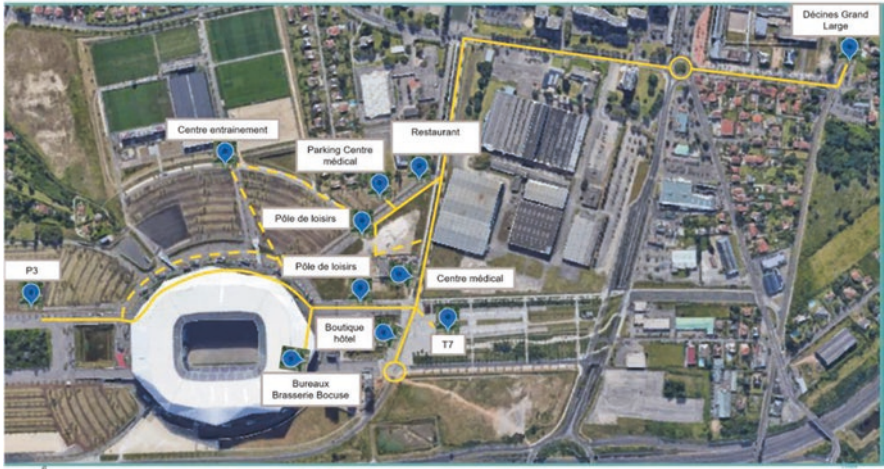 Décines Grand
Large
Centre entrainement
Parking Centre
médical
Restaurant
Pôle de loisirs
Pôle de loisirs
P3
Centre médical
Boutique
hôtel
T7
Bureaux
Brasserie Bocuse